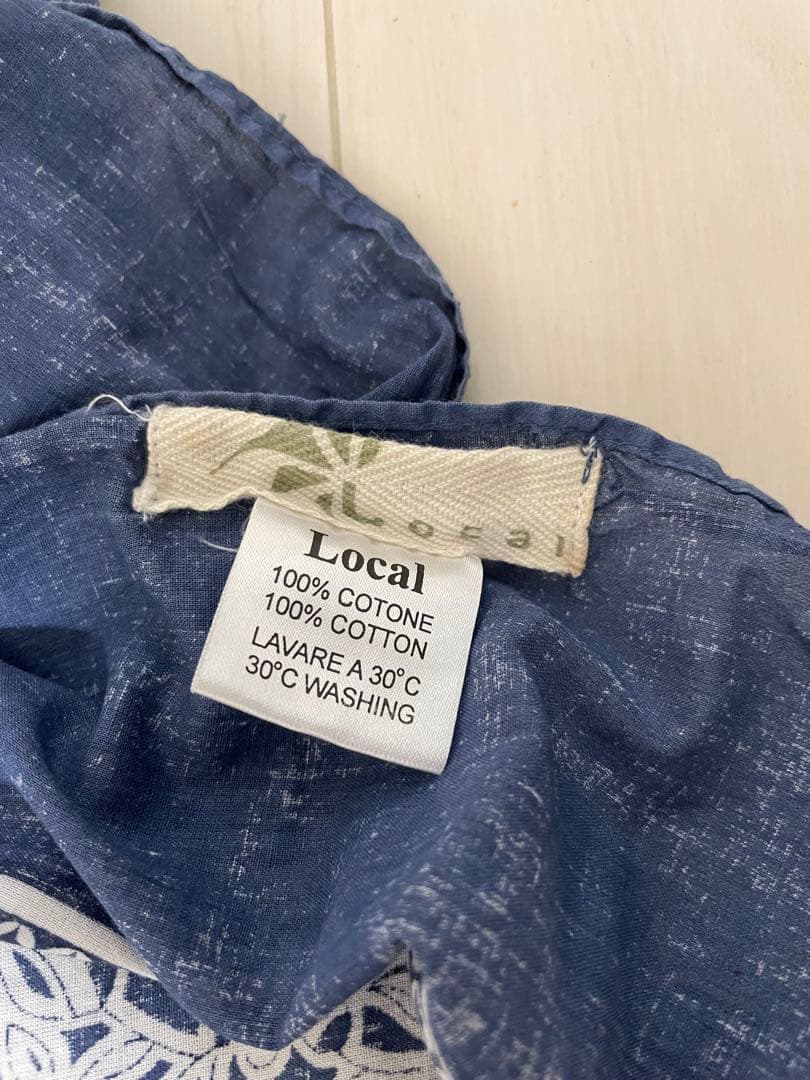 Local
Local
100% COTONE
100% COTTON
LAVARE A 30°C
30°C WASHING